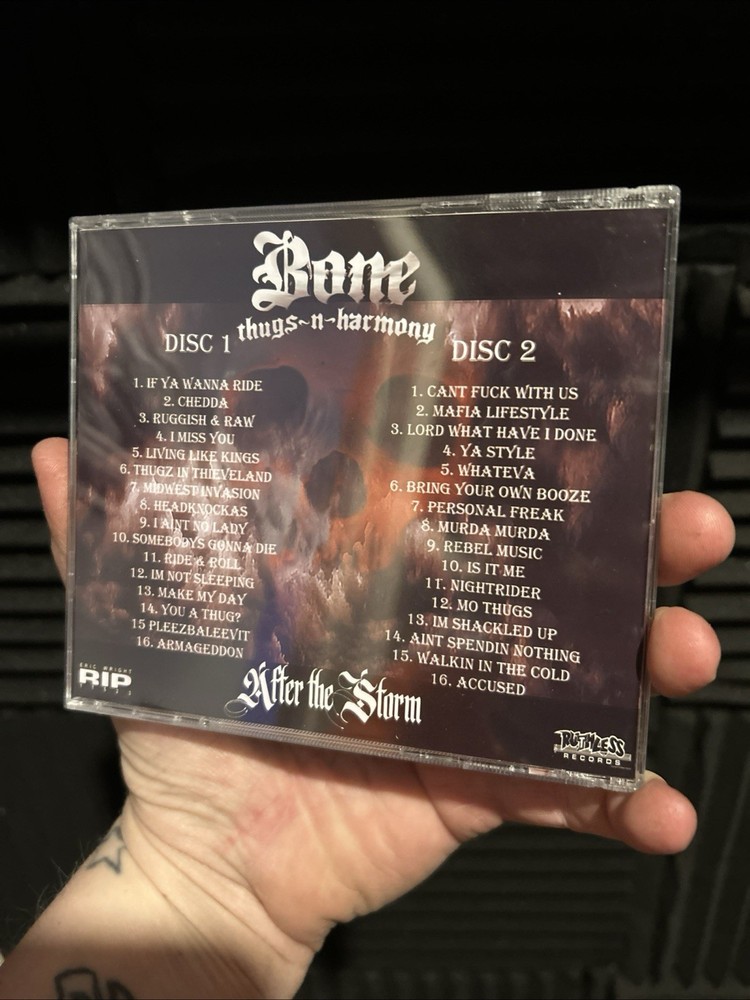 Bone
thugs~n~harmony
DISC 1
1. IF YA WANNA RIDE
2. CHEDDA
3. RUGGISH & RAW
4. I MISS YOU
5. LIVING LIKE KINGS
6. THUGZ IN THIEVELAND
7. MIDWEST INVASION
8. HEADKNOCKAS
9. I AINT NO LADY
10. SOMEBODYS GONNA DIE
11. RIDE & ROLL
12. IM NOT SLEEPING
13. MAKE MY DAY
14. YOU A THUG?
15 PLEEZBALEEVIT
16. ARMAGEDDON
DISC 2
1. CANT FUCK WITH US
2. MAFIA LIFESTYLE
3. LORD WHAT HAVE I DONE
4. YA STYLE
5. WHATEVA
6. BRING YOUR OWN BOOZE
7. PERSONAL FREAK
8. MURDA MURDA
9. REBEL MUSIC
10. IS IT ME
11. NIGHTRIDER
12. MO THUGS
13. IM SHACKLED UP
14. AINT SPENDIN NOTHING
15. WALKIN IN THE COLD
16. ACCUSED
ERIC WRIGHT
RIP
After the Storm
RUTHLESS
RECORDS